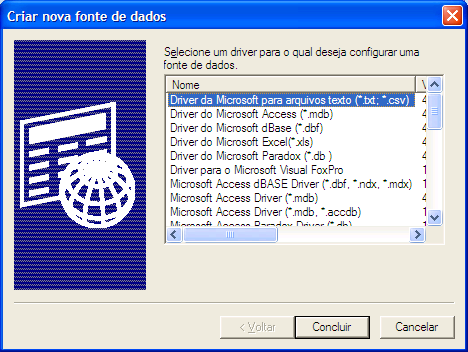 Criar nova fonte de dados
Selecione um driver para o qual deseja configurar uma
fonte de dados.
Nome
Driver da Microsoft para arquivos texto (*.txt; *.csv) 4
Driver do Microsoft Access (*.mdb) 4
Driver do Microsoft dBase (*.dbf) 4
Driver do Microsoft Excel(*.xls) 4
Driver do Microsoft Paradox (*.db ) 4
Driver para o Microsoft Visual FoxPro 1
Microsoft Access dBASE Driver (*.dbf, *.ndx, *.mdx) 1
Microsoft Access Driver (*.mdb) 4
Microsoft Access Driver (*.mdb, *.accdb) 1
Microsoft Access Paradox Driver (*.db) 1
< Voltar
Concluir
Cancelar